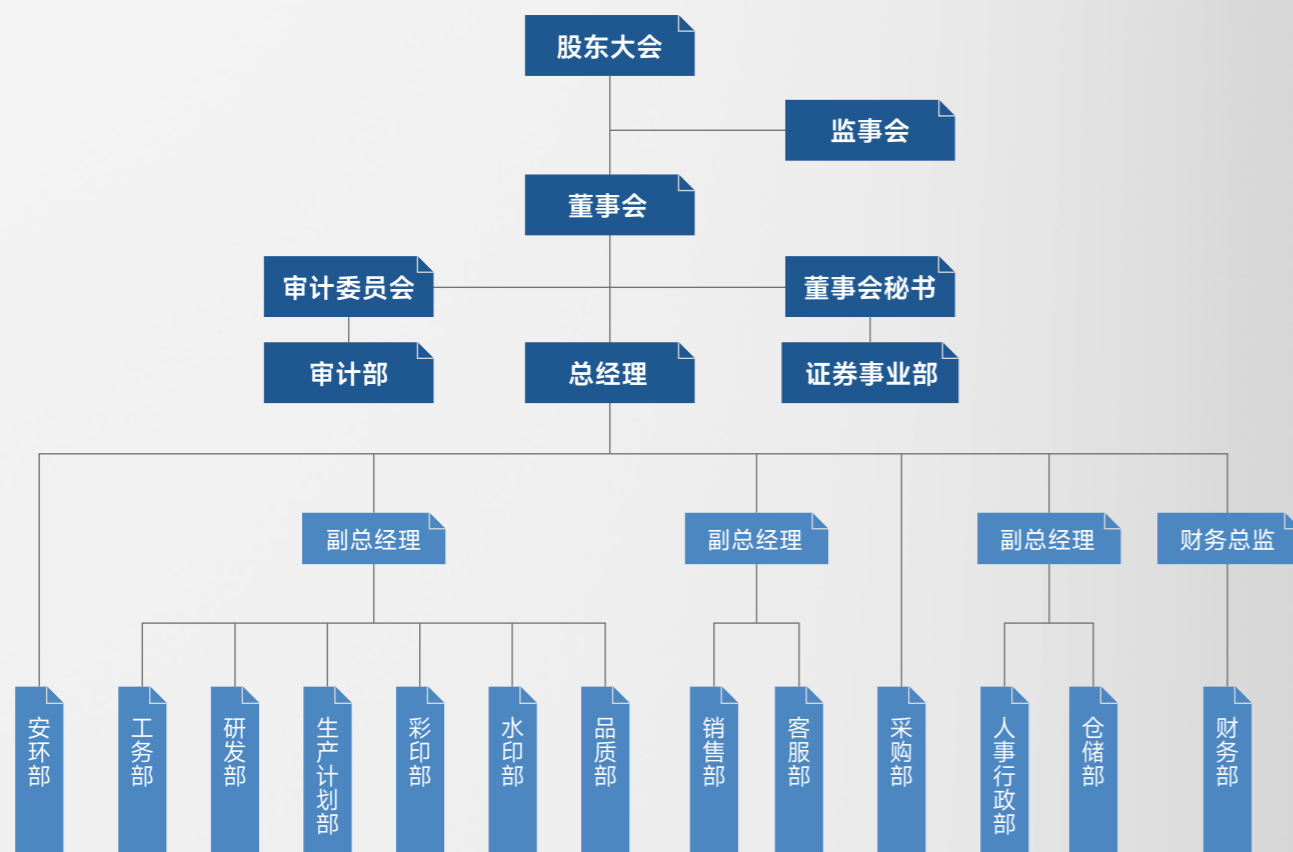 股东大会
监事会
董事会
审计委员会
董事会秘书
审计部
总经理
证券事业部
副总经理
副总经理
副总经理
财务总监
安环部
工务部
研发部
生产计划部
彩印部
水印部
品质部
销售部
客服部
采购部
人事行政部
仓储部
财务部